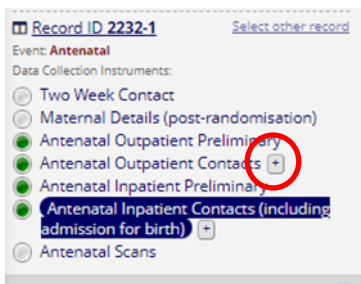 Record ID 2232-1 Select other record
Event: Antenatal
Data Collection Instruments:
Two Week Contact
Maternal Details (post-randomisation)
Antenatal Outpatient Preliminary
Antenatal Outpatient Contacts +
Antenatal Inpatient Preliminary
Antenatal Inpatient Contacts (including
admission for birth) +
Antenatal Scans